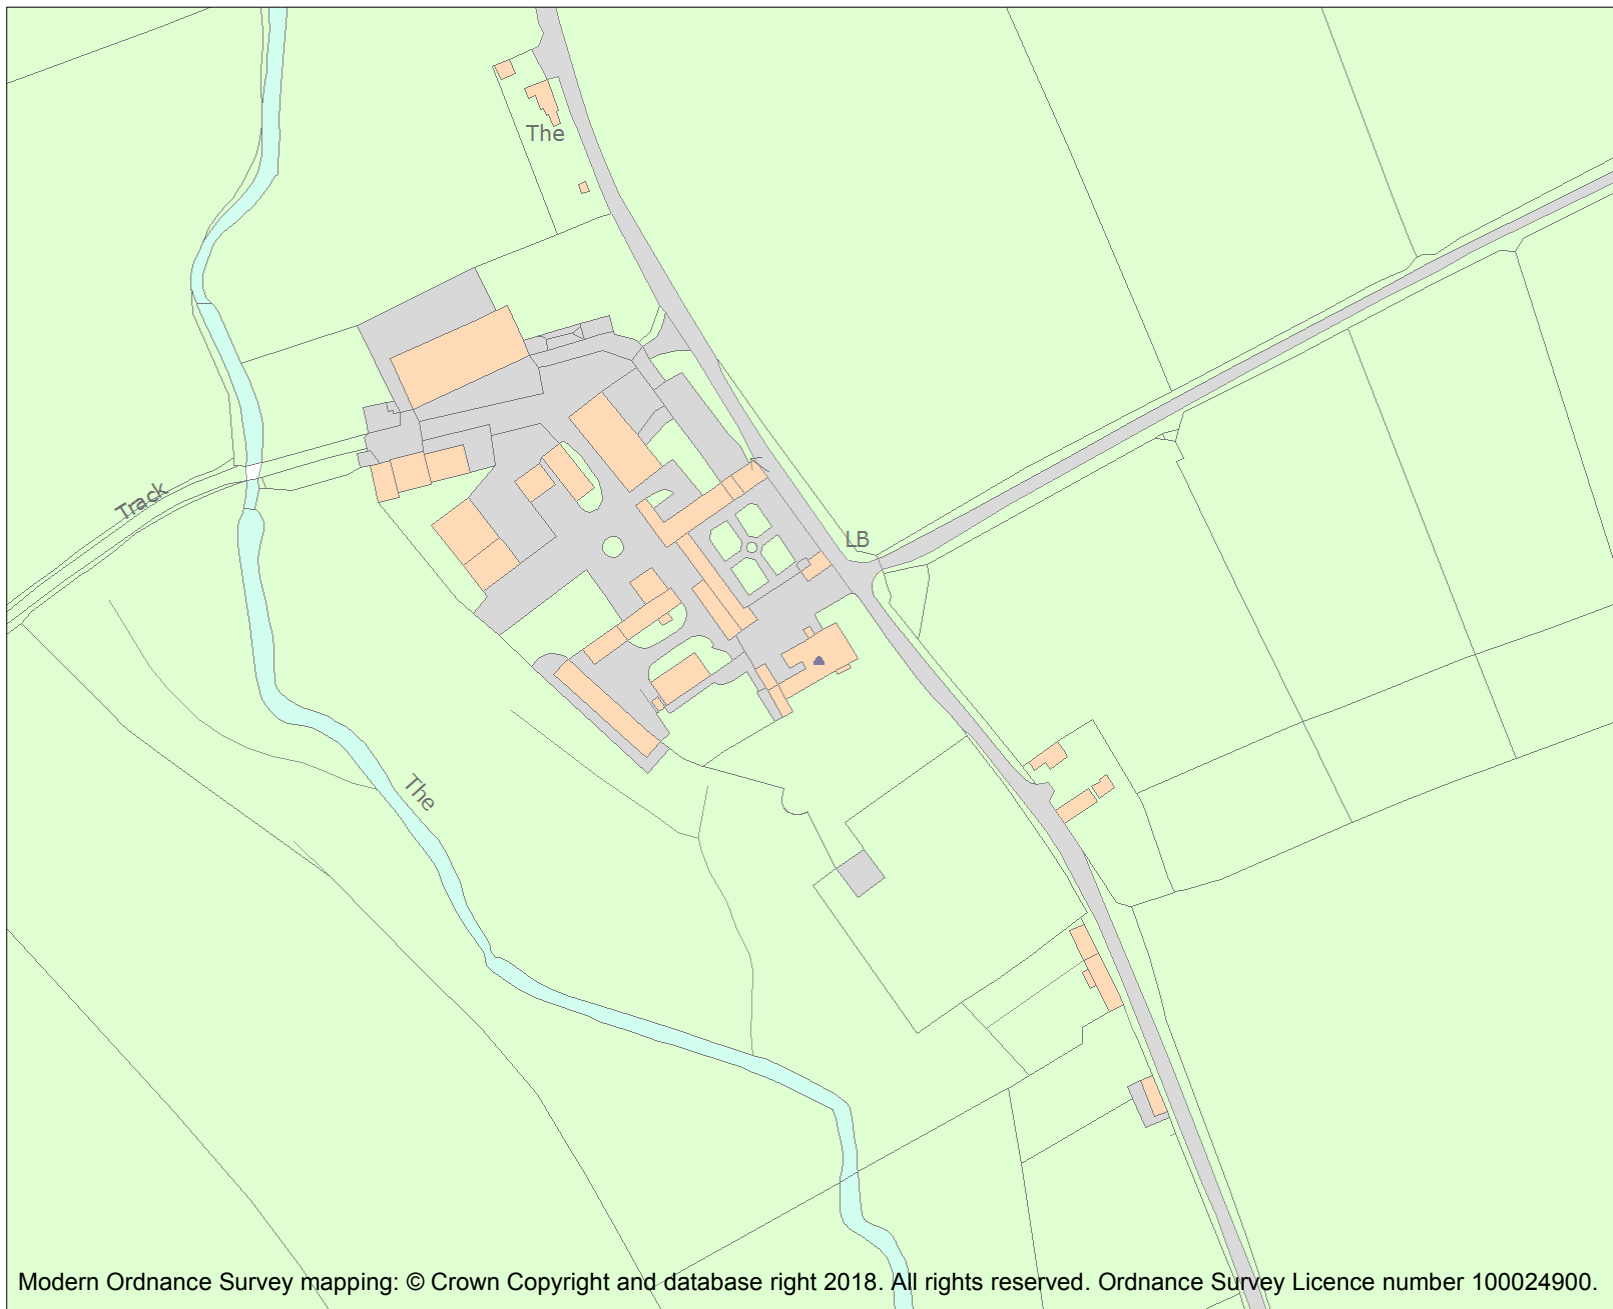 The
Track
LB
The
Modern Ordnance Survey mapping: © Crown Copyright and database right 2018. All rights reserved. Ordnance Survey Licence number 100024900.